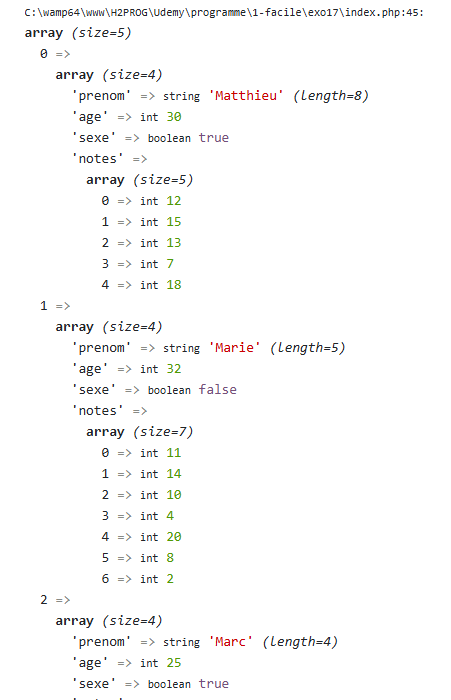 C:\wamp64\www\H2PROG\Udemy\programme\1-facile\exo17\index.php:45:
array (size=5)
0 =>
array (size=4)
'prenom' => string 'Matthieu' (length=8)
'age' => int 30
'sexe' => boolean true
'notes' =>
array (size=5)
0 => int 12
1 => int 15
2 => int 13
3 => int 7
4 => int 18
1 =>
array (size=4)
'prenom' => string 'Marie' (length=5)
'age' => int 32
'sexe' => boolean false
'notes' =>
array (size=7)
0 => int 11
1 => int 14
2 => int 10
3 => int 4
4 => int 20
5 => int 8
6 => int 2
2 =>
array (size=4)
'prenom' => string 'Marc' (length=4)
'age' => int 25
'sexe' => boolean true